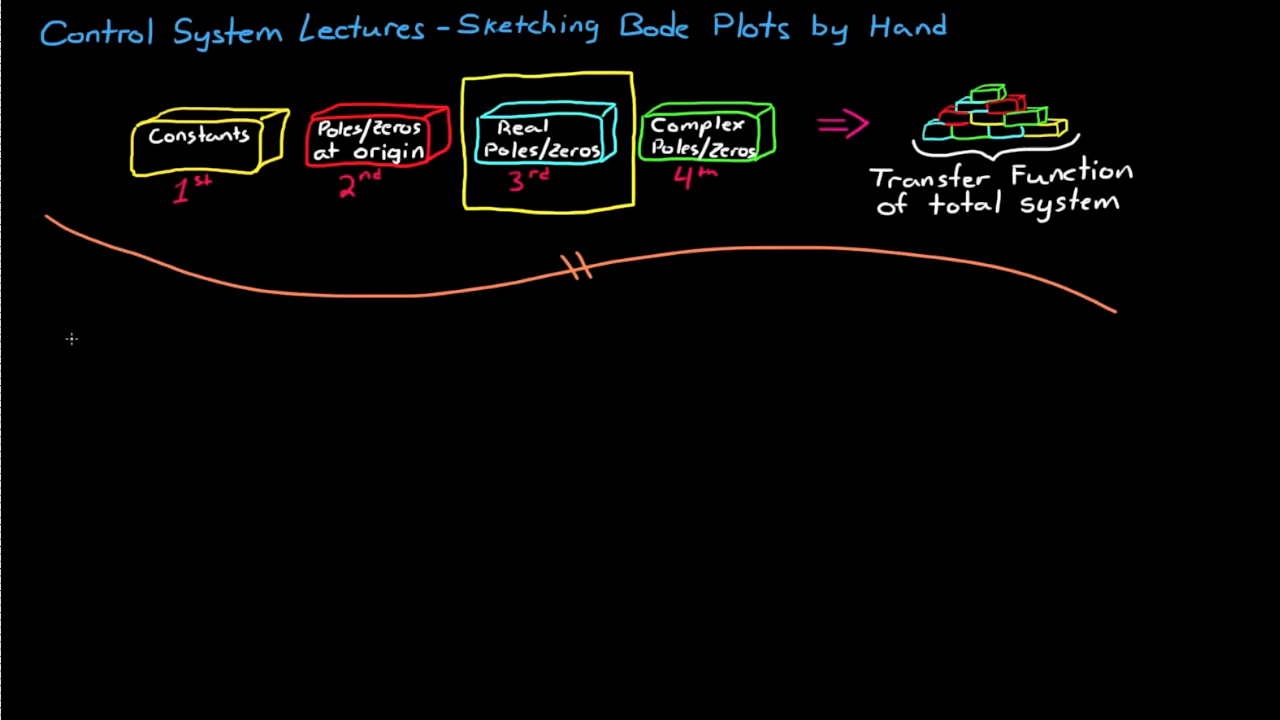 Control System Lectures - Sketching Bode Plots by Hand
Constants
1st
Poles/Zeros
at origin
2nd
Real
Poles/Zeros
3rd
Complex
Poles/Zeros
4th
⇒
Transfer Function
of total system